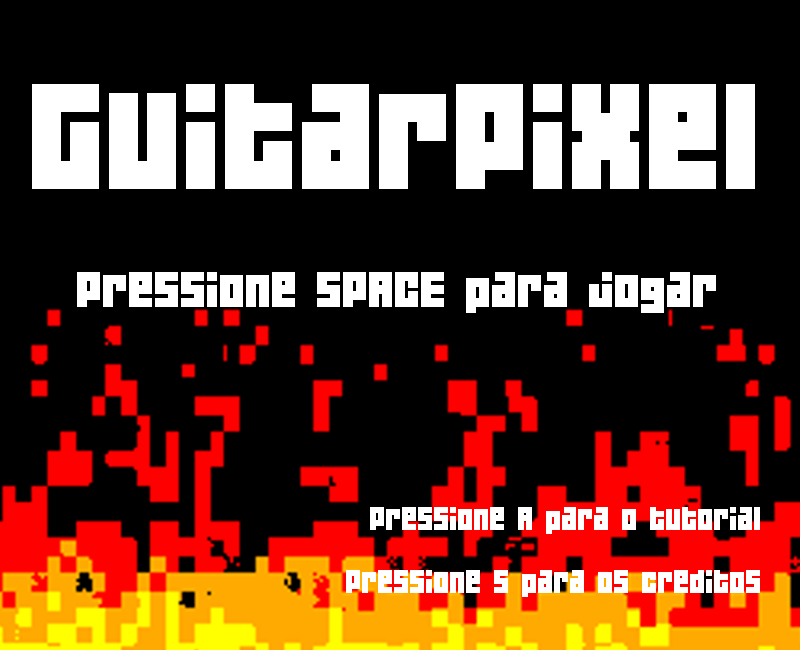 GuitarPixel
Pressione SPACE para jogar
Pressione A para o tutorial
Pressione S para os creditos